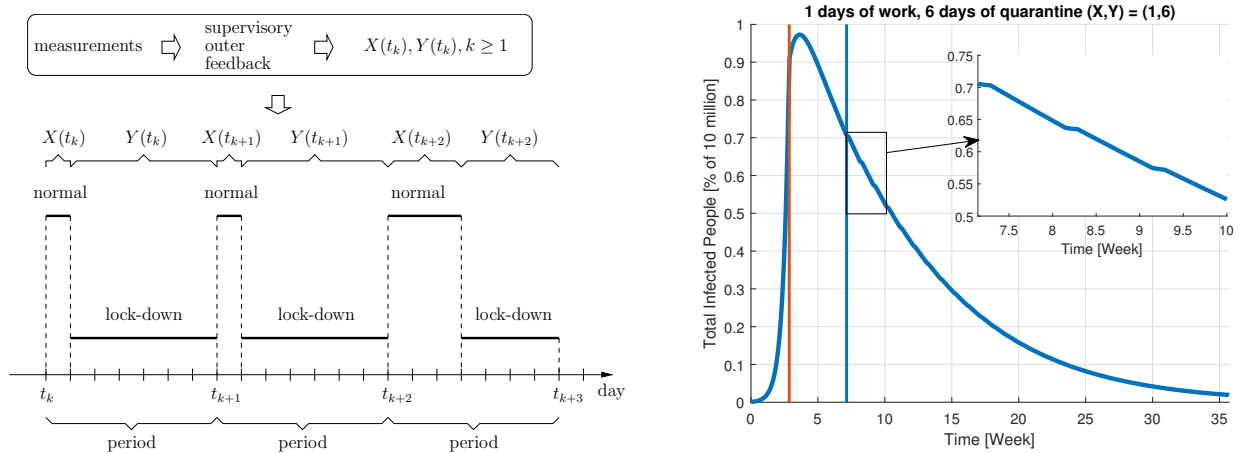 measurements
supervisory
outer
feedback
X(t_k), Y(t_k), k ≥ 1
X(t_k) Y(t_k) X(t_{k+1}) Y(t_{k+1}) X(t_{k+2}) Y(t_{k+2})
normal normal normal
lock-down lock-down lock-down
t_k t_{k+1} t_{k+2} t_{k+3} day
period period period
1 days of work, 6 days of quarantine (X,Y) = (1,6)
Total Infected People [% of 10 million]
1
0.9
0.8
0.7
0.6
0.5
0.4
0.3
0.2
0.1
0
0 5 10 15 20 25 30 35
Time [Week]
0.75
0.7
0.65
0.6
0.55
0.5
7.5 8 8.5 9 9.5 10
Time [Week]